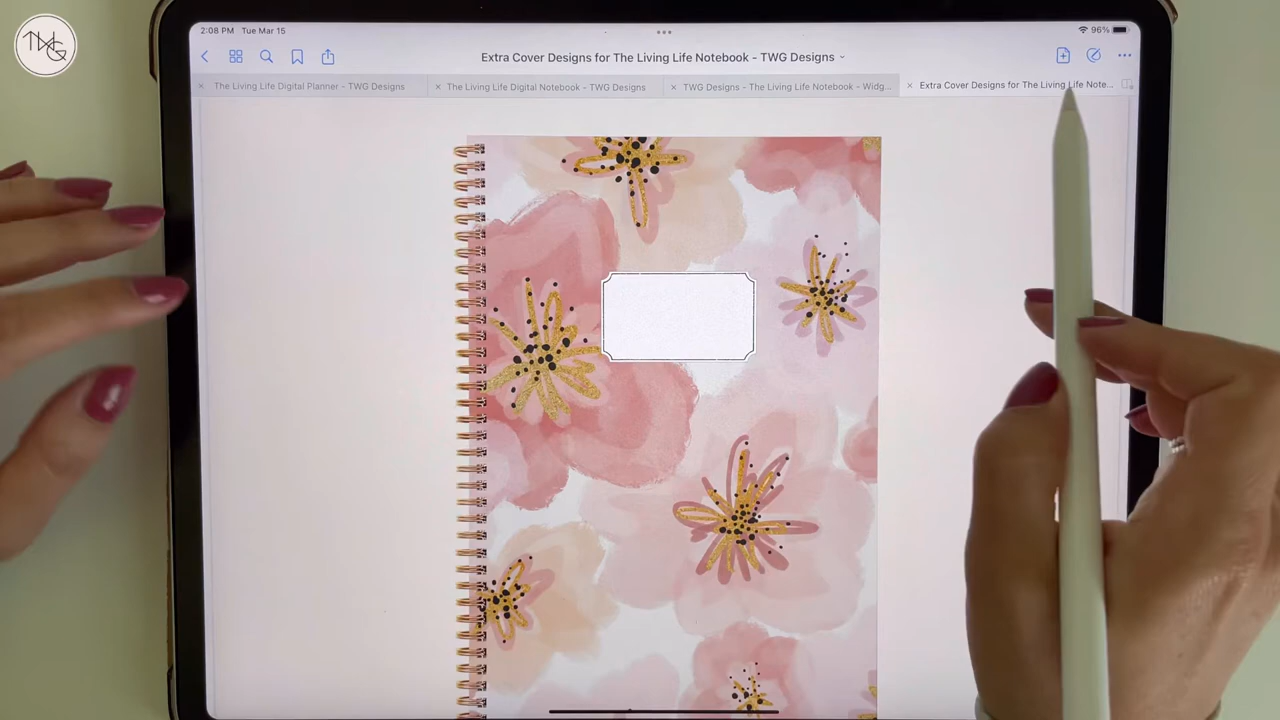 TWG
2:08 PM Tue Mar 15
96%
Extra Cover Designs for The Living Life Notebook - TWG Designs
The Living Life Digital Planner - TWG Designs
The Living Life Digital Notebook - TWG Designs
TWG Designs - The Living Life Notebook - Widg...
Extra Cover Designs for The Living Life Note...